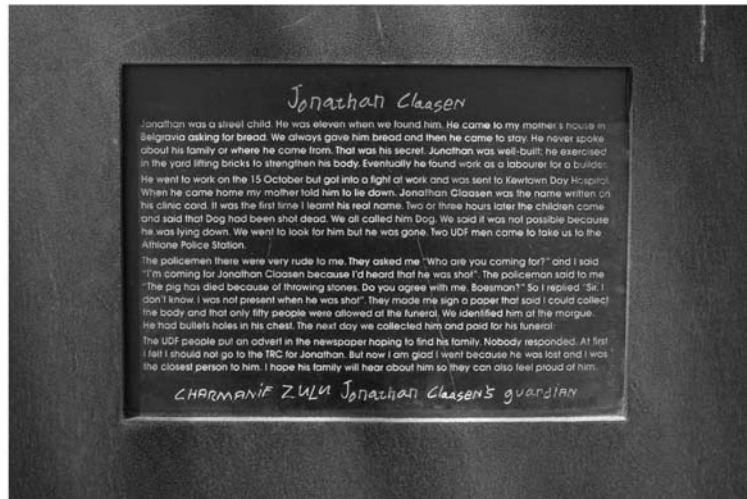 Jonathan Claasen
Jonathan was a street child. He was eleven when we found him. He came to my mother's house in
Belgravia asking for bread. We always gave him bread and then he came to stay. He never spoke
about his family or where he came from. That was his secret. Jonathan was well-built; he exercised
in the yard lifting bricks to strengthen his body. Eventually he found work as a labourer for a builder.
He went to work on the 15 October but got into a fight at work and was sent to Kewtown Day Hospital.
When he came home my mother told him to lie down. Jonathan Claasen was the name written on
his clinic card. It was the first time I learnt his real name. Two or three hours later the children came
and said that Dog had been shot dead. We all called him Dog. We said it was not possible because
he was lying down. We went to look for him but he was gone. Two UDF men came to take us to the
Athlone Police Station.
The policemen there were very rude to me. They asked me "Who are you coming for?" and I said
"I'm coming for Jonathan Claasen because I'd heard that he was shot". The policeman said to me
"The pig has died because of throwing stones. Do you agree with me, Boesman?" So I replied "Sir, I
don't know. I was not present when he was shot". They made me sign a paper that said I could collect
the body and that only fifty people were allowed at the funeral. We identified him at the morgue.
He had bullets holes in his chest. The next day we collected him and paid for his funeral.
The UDF people put an advert in the newspaper hoping to find his family. Nobody responded. At first
I felt I should not go to the TRC for Jonathan. But now I am glad I went because he was lost and I was
the closest person to him. I hope his family will hear about him so they can also feel proud of him.
CHARMANIF ZULU Jonathan Claasen's guardian